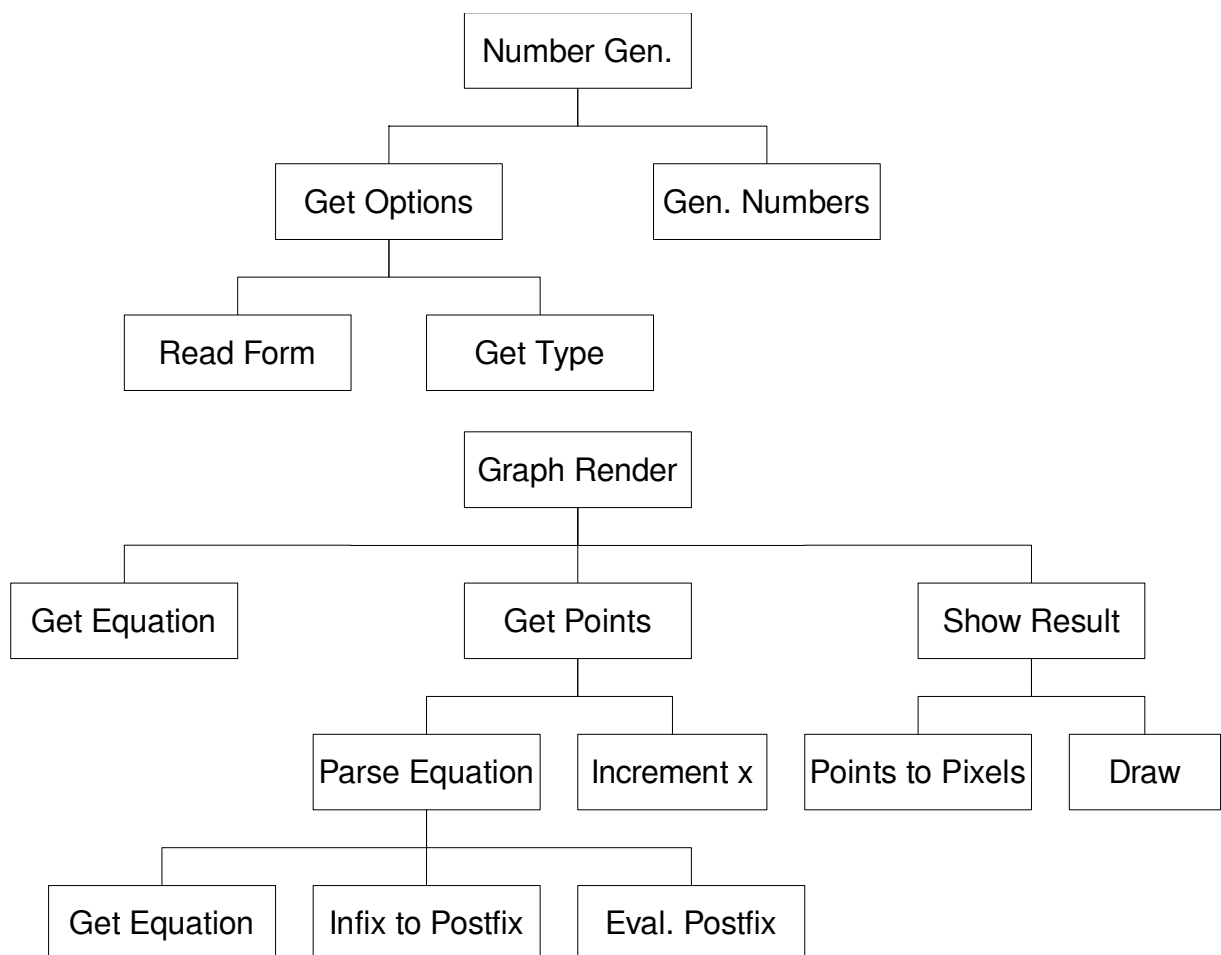 Number Gen.
Get Options
Gen. Numbers
Read Form
Get Type
Graph Render
Get Equation
Get Points
Show Result
Parse Equation
Increment x
Points to Pixels
Draw
Get Equation
Infix to Postfix
Eval. Postfix